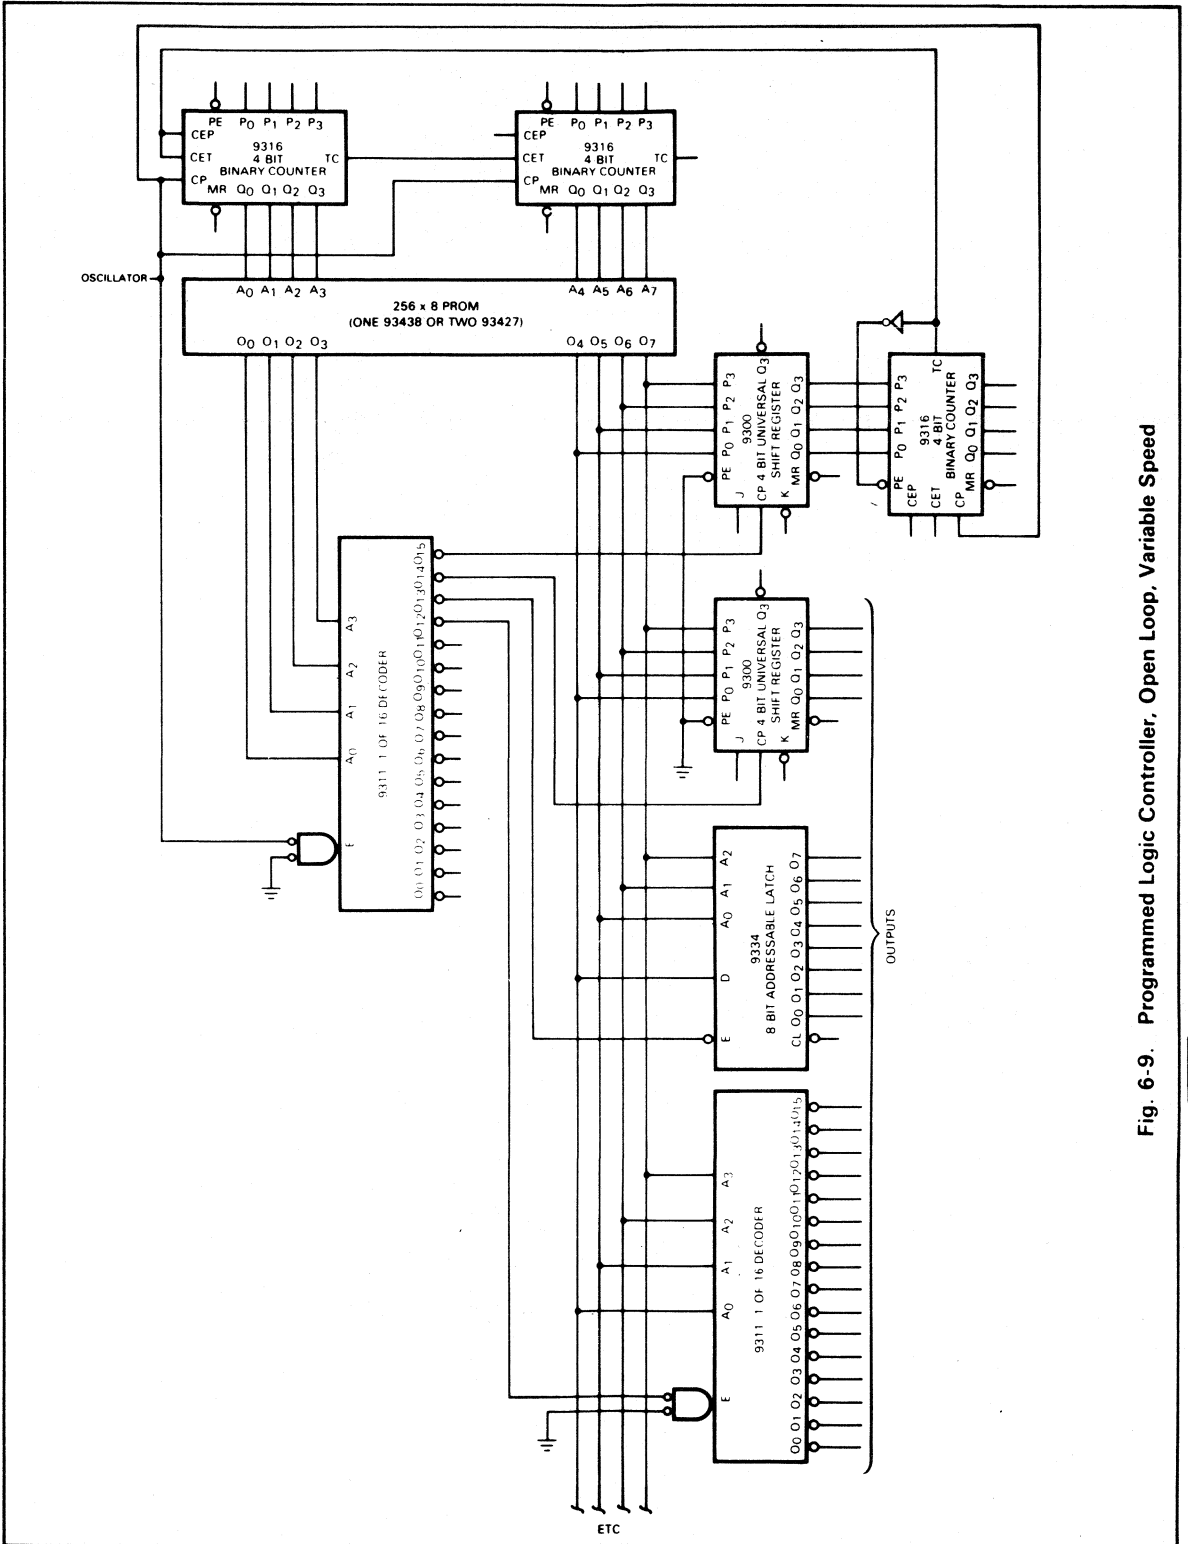 PE P0 P1 P2 P3
CEP
9316
CET 4 BIT TC
BINARY COUNTER
CP
MR Q0 Q1 Q2 Q3
PE P0 P1 P2 P3
CEP
9316
CET 4 BIT TC
BINARY COUNTER
CP
MR Q0 Q1 Q2 Q3
OSCILLATOR
A0 A1 A2 A3 A4 A5 A6 A7
256 x 8 PROM
(ONE 93438 OR TWO 93427)
O0 O1 O2 O3 O4 O5 O6 O7
PE P0 P1 P2 P3
J
CP 4 BIT UNIVERSAL Q3
9300
SHIFT REGISTER
K
MR Q0 Q1 Q2 Q3
PE P0 P1 P2 P3
CEP
CET
CP
9316
4 BIT
BINARY COUNTER
TC
MR Q0 Q1 Q2 Q3
E A0 A1 A2 A3
9311 1 OF 16 DECODER
O0 O1 O2 O3 O4 O5 O6 O7 O8 O9 O10 O11 O12 O13 O14 O15
PE P0 P1 P2 P3
J
CP 4 BIT UNIVERSAL Q3
9300
SHIFT REGISTER
K
MR Q0 Q1 Q2 Q3
E D A0 A1 A2
9334
8 BIT ADDRESSABLE LATCH
CL O0 O1 O2 O3 O4 O5 O6 O7
OUTPUTS
E A0 A1 A2 A3
9311 1 OF 16 DECODER
O0 O1 O2 O3 O4 O5 O6 O7 O8 O9 O10 O11 O12 O13 O14 O15
ETC
Fig. 6-9. Programmed Logic Controller, Open Loop, Variable Speed